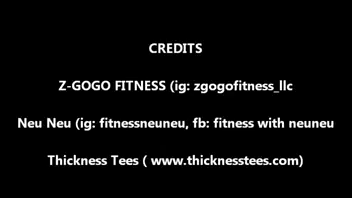 CREDITS
Z-GOGO FITNESS (ig: zgogofitness_llc
Neu Neu (ig: fitnessneuneu, fb: fitness with neuneu
Thickness Tees ( www.thicknesstees.com)